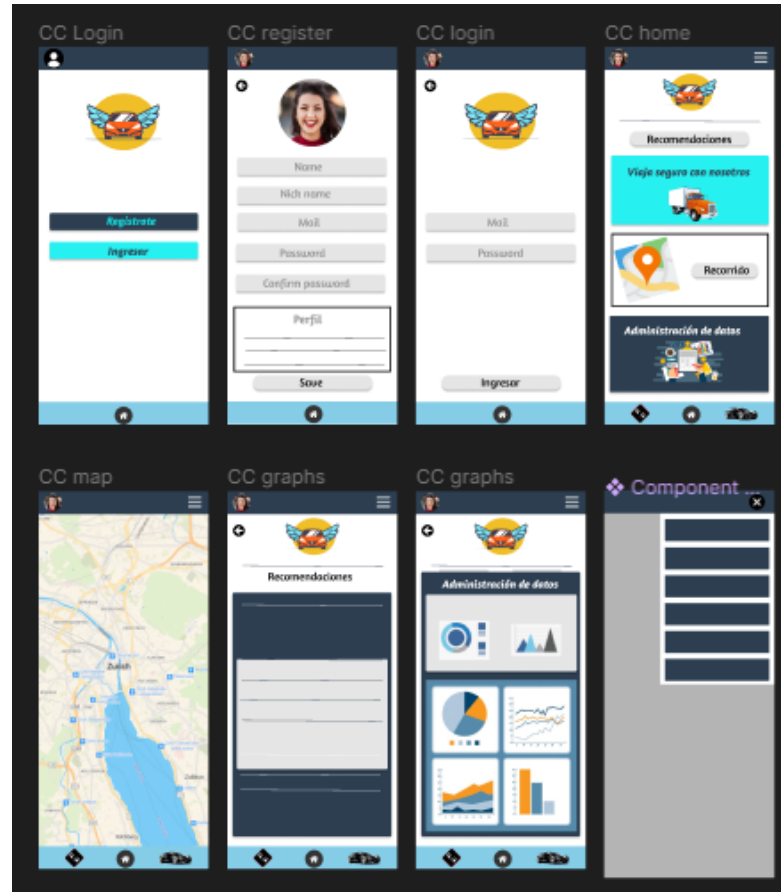 CC Login
CC register
CC login
CC home
Registrate
Ingresar
Name
Nich name
Mail
Password
Confirm password
Perfil
Save
Mail
Password
Ingresar
Recomendaciones
Viaja seguro con nosotros
Recorrido
Administración de datos
CC map
CC graphs
CC graphs
Component ...
Zurich
Recomendaciones
Administración de datos